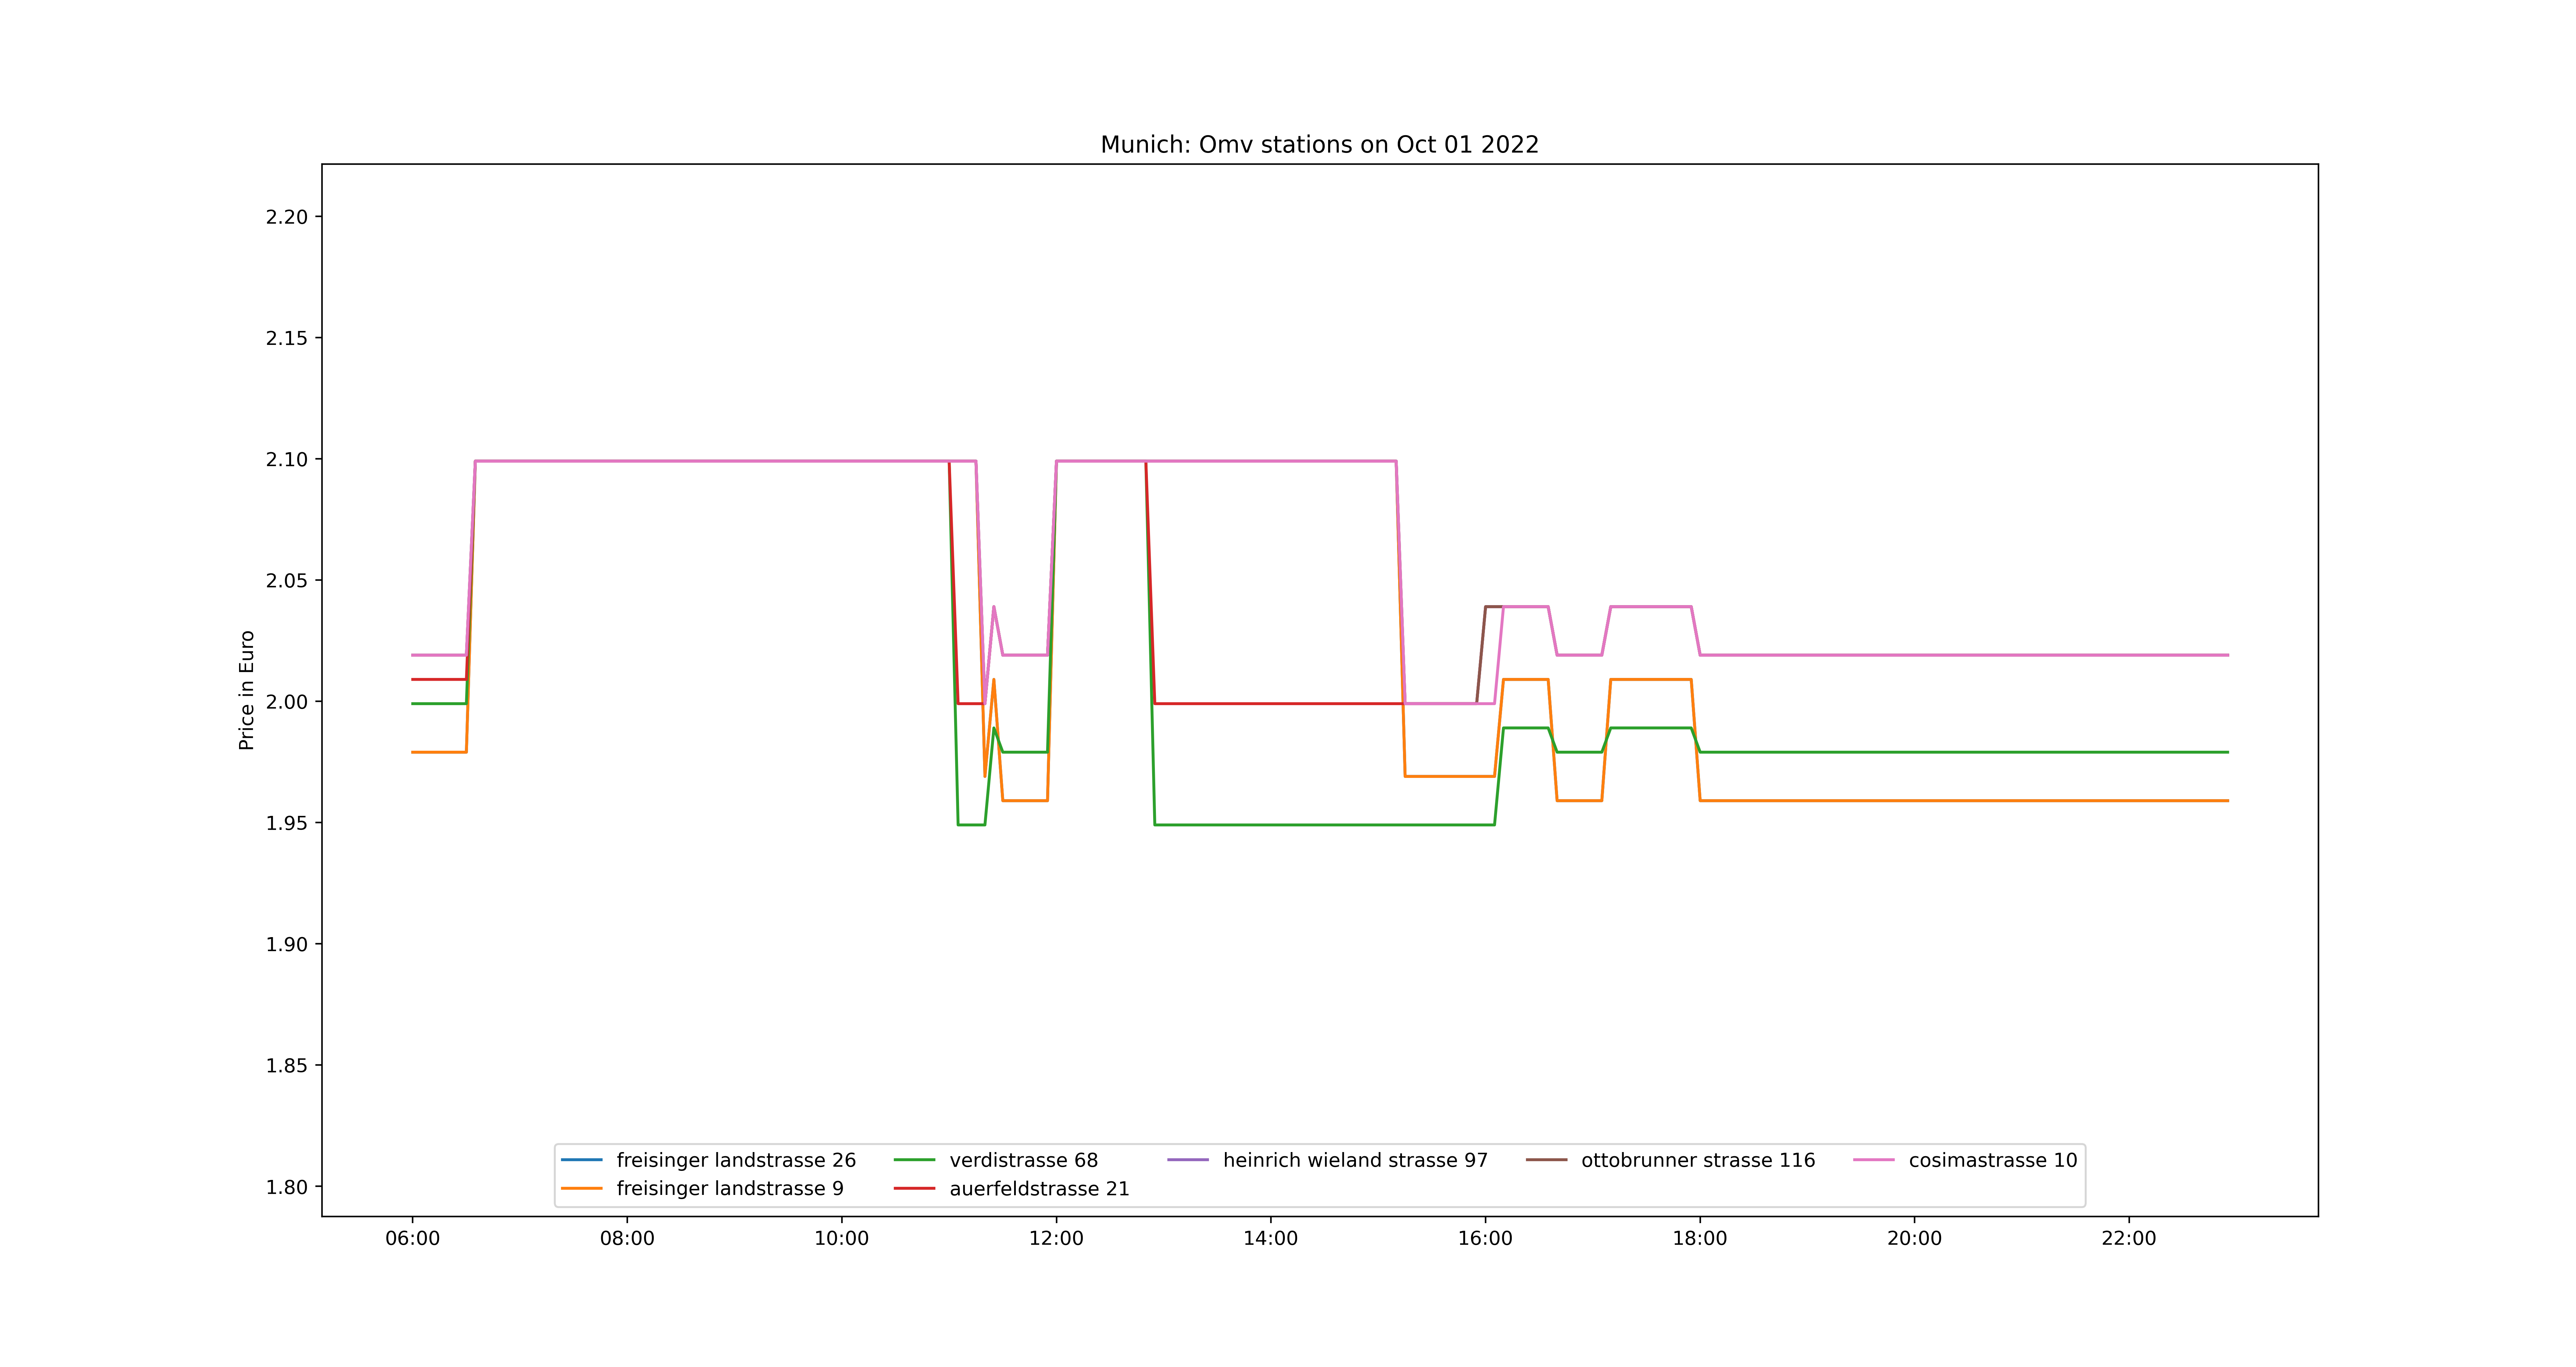 Munich: Omv stations on Oct 01 2022
Price in Euro
2.20
2.15
2.10
2.05
2.00
1.95
1.90
1.85
1.80
freisinger landstrasse 26
freisinger landstrasse 9
verdistrasse 68
auerfeldstrasse 21
heinrich wieland strasse 97
ottobrunner strasse 116
cosimastrasse 10
06:00 08:00 10:00 12:00 14:00 16:00 18:00 20:00 22:00